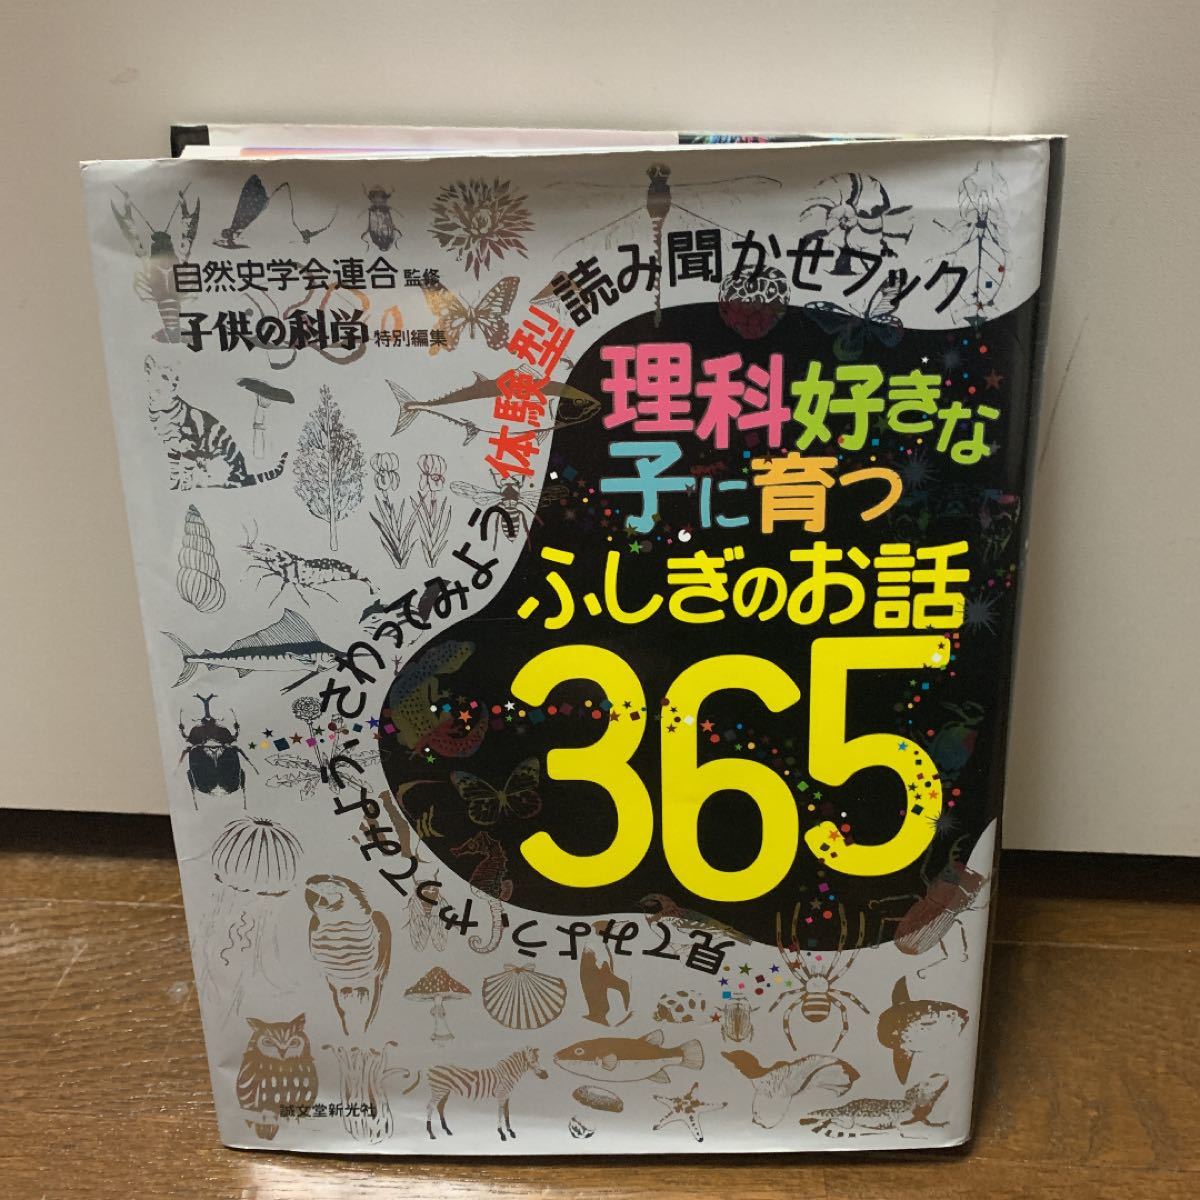 自然史学会連合 監修
子供の科学 特別編集
見てみよう、やってみよう、さわってみよう 体験型読み聞かせブック
理科好きな
子に育つ
ふしぎのお話
365
誠文堂新光社